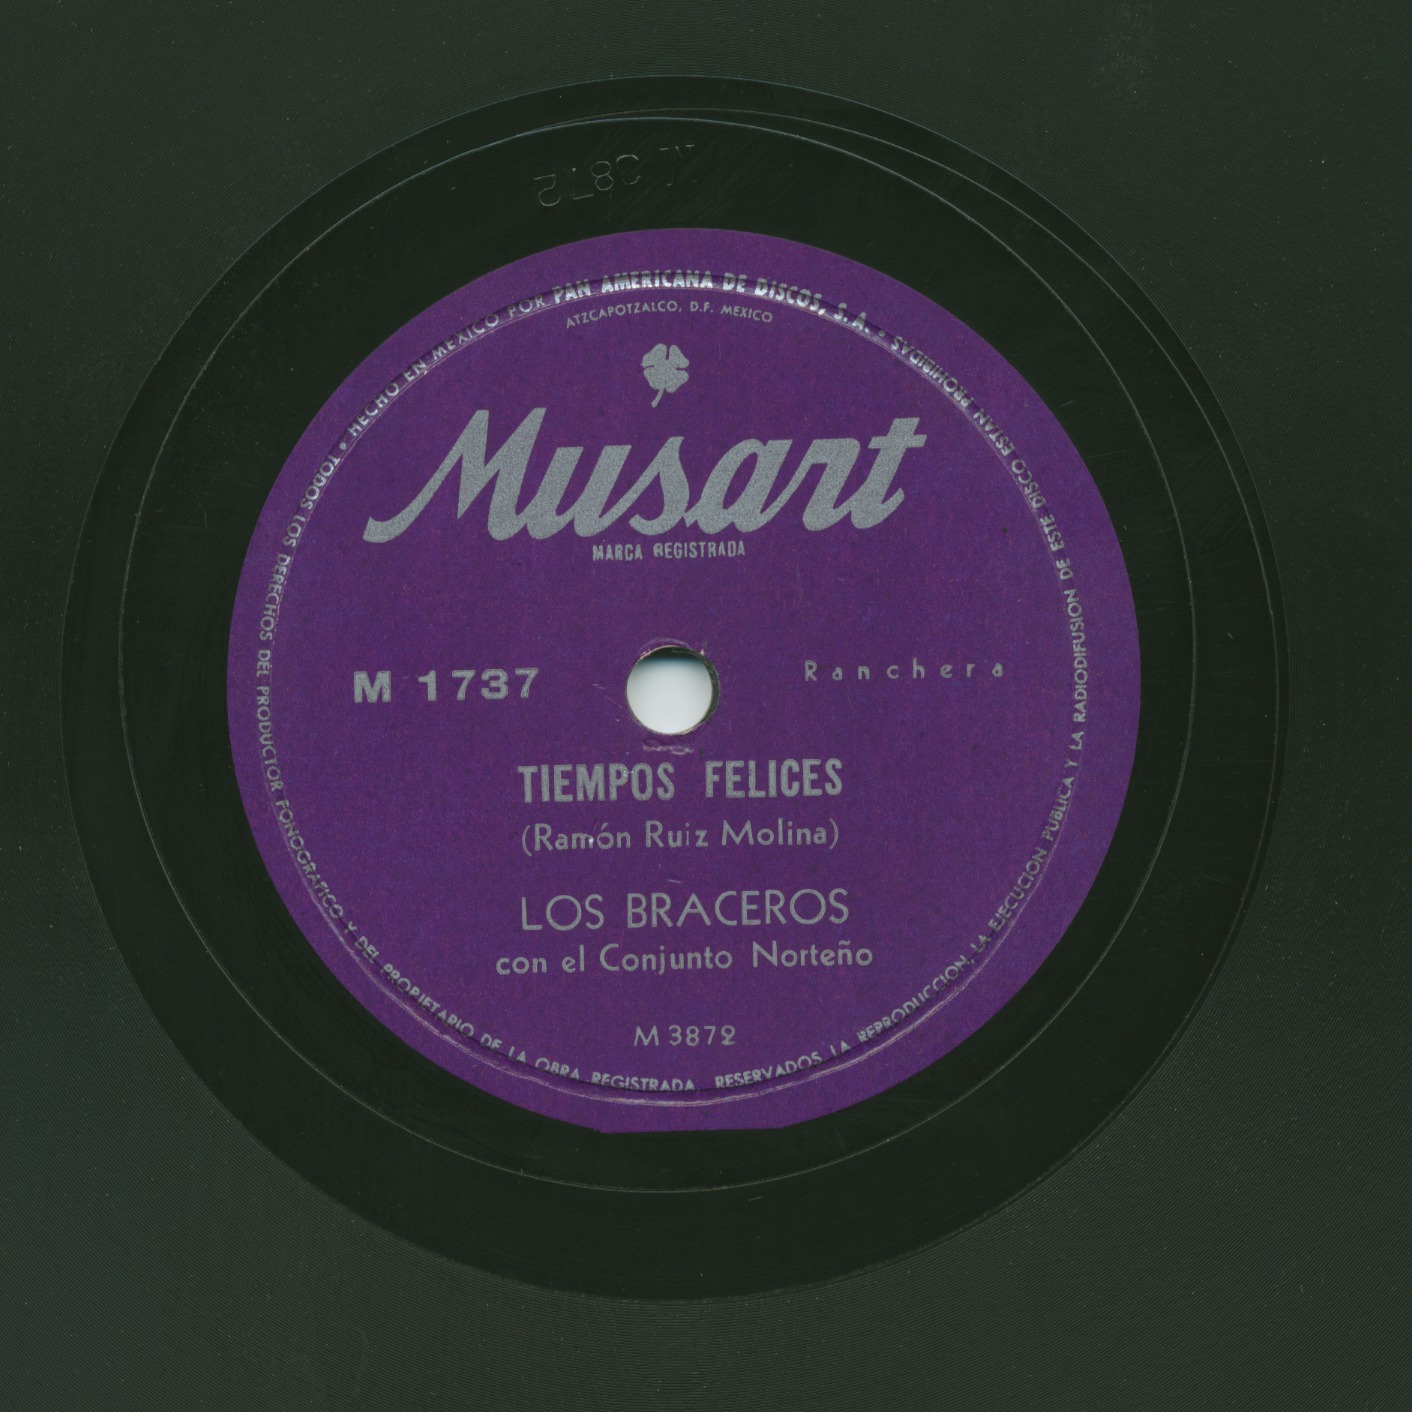 M 3872
HECHO EN MEXICO POR PAN AMERICANA DE DISCOS, S.A. •
ATZCAPOTZALCO, D.F. MEXICO
Musart
MARCA REGISTRADA
M 1737
Ranchera
TIEMPOS FELICES
(Ramón Ruiz Molina)
LOS BRACEROS
con el Conjunto Norteño
M 3872
• TODOS LOS DERECHOS DEL PRODUCTOR FONOGRAFICO Y DEL PROPIETARIO DE LA OBRA REGISTRADA RESERVADOS LA REPRODUCCION, LA EJECUCION PUBLICA Y LA RADIODIFUSION DE ESTE DISCO ESTAN PROHIBIDAS